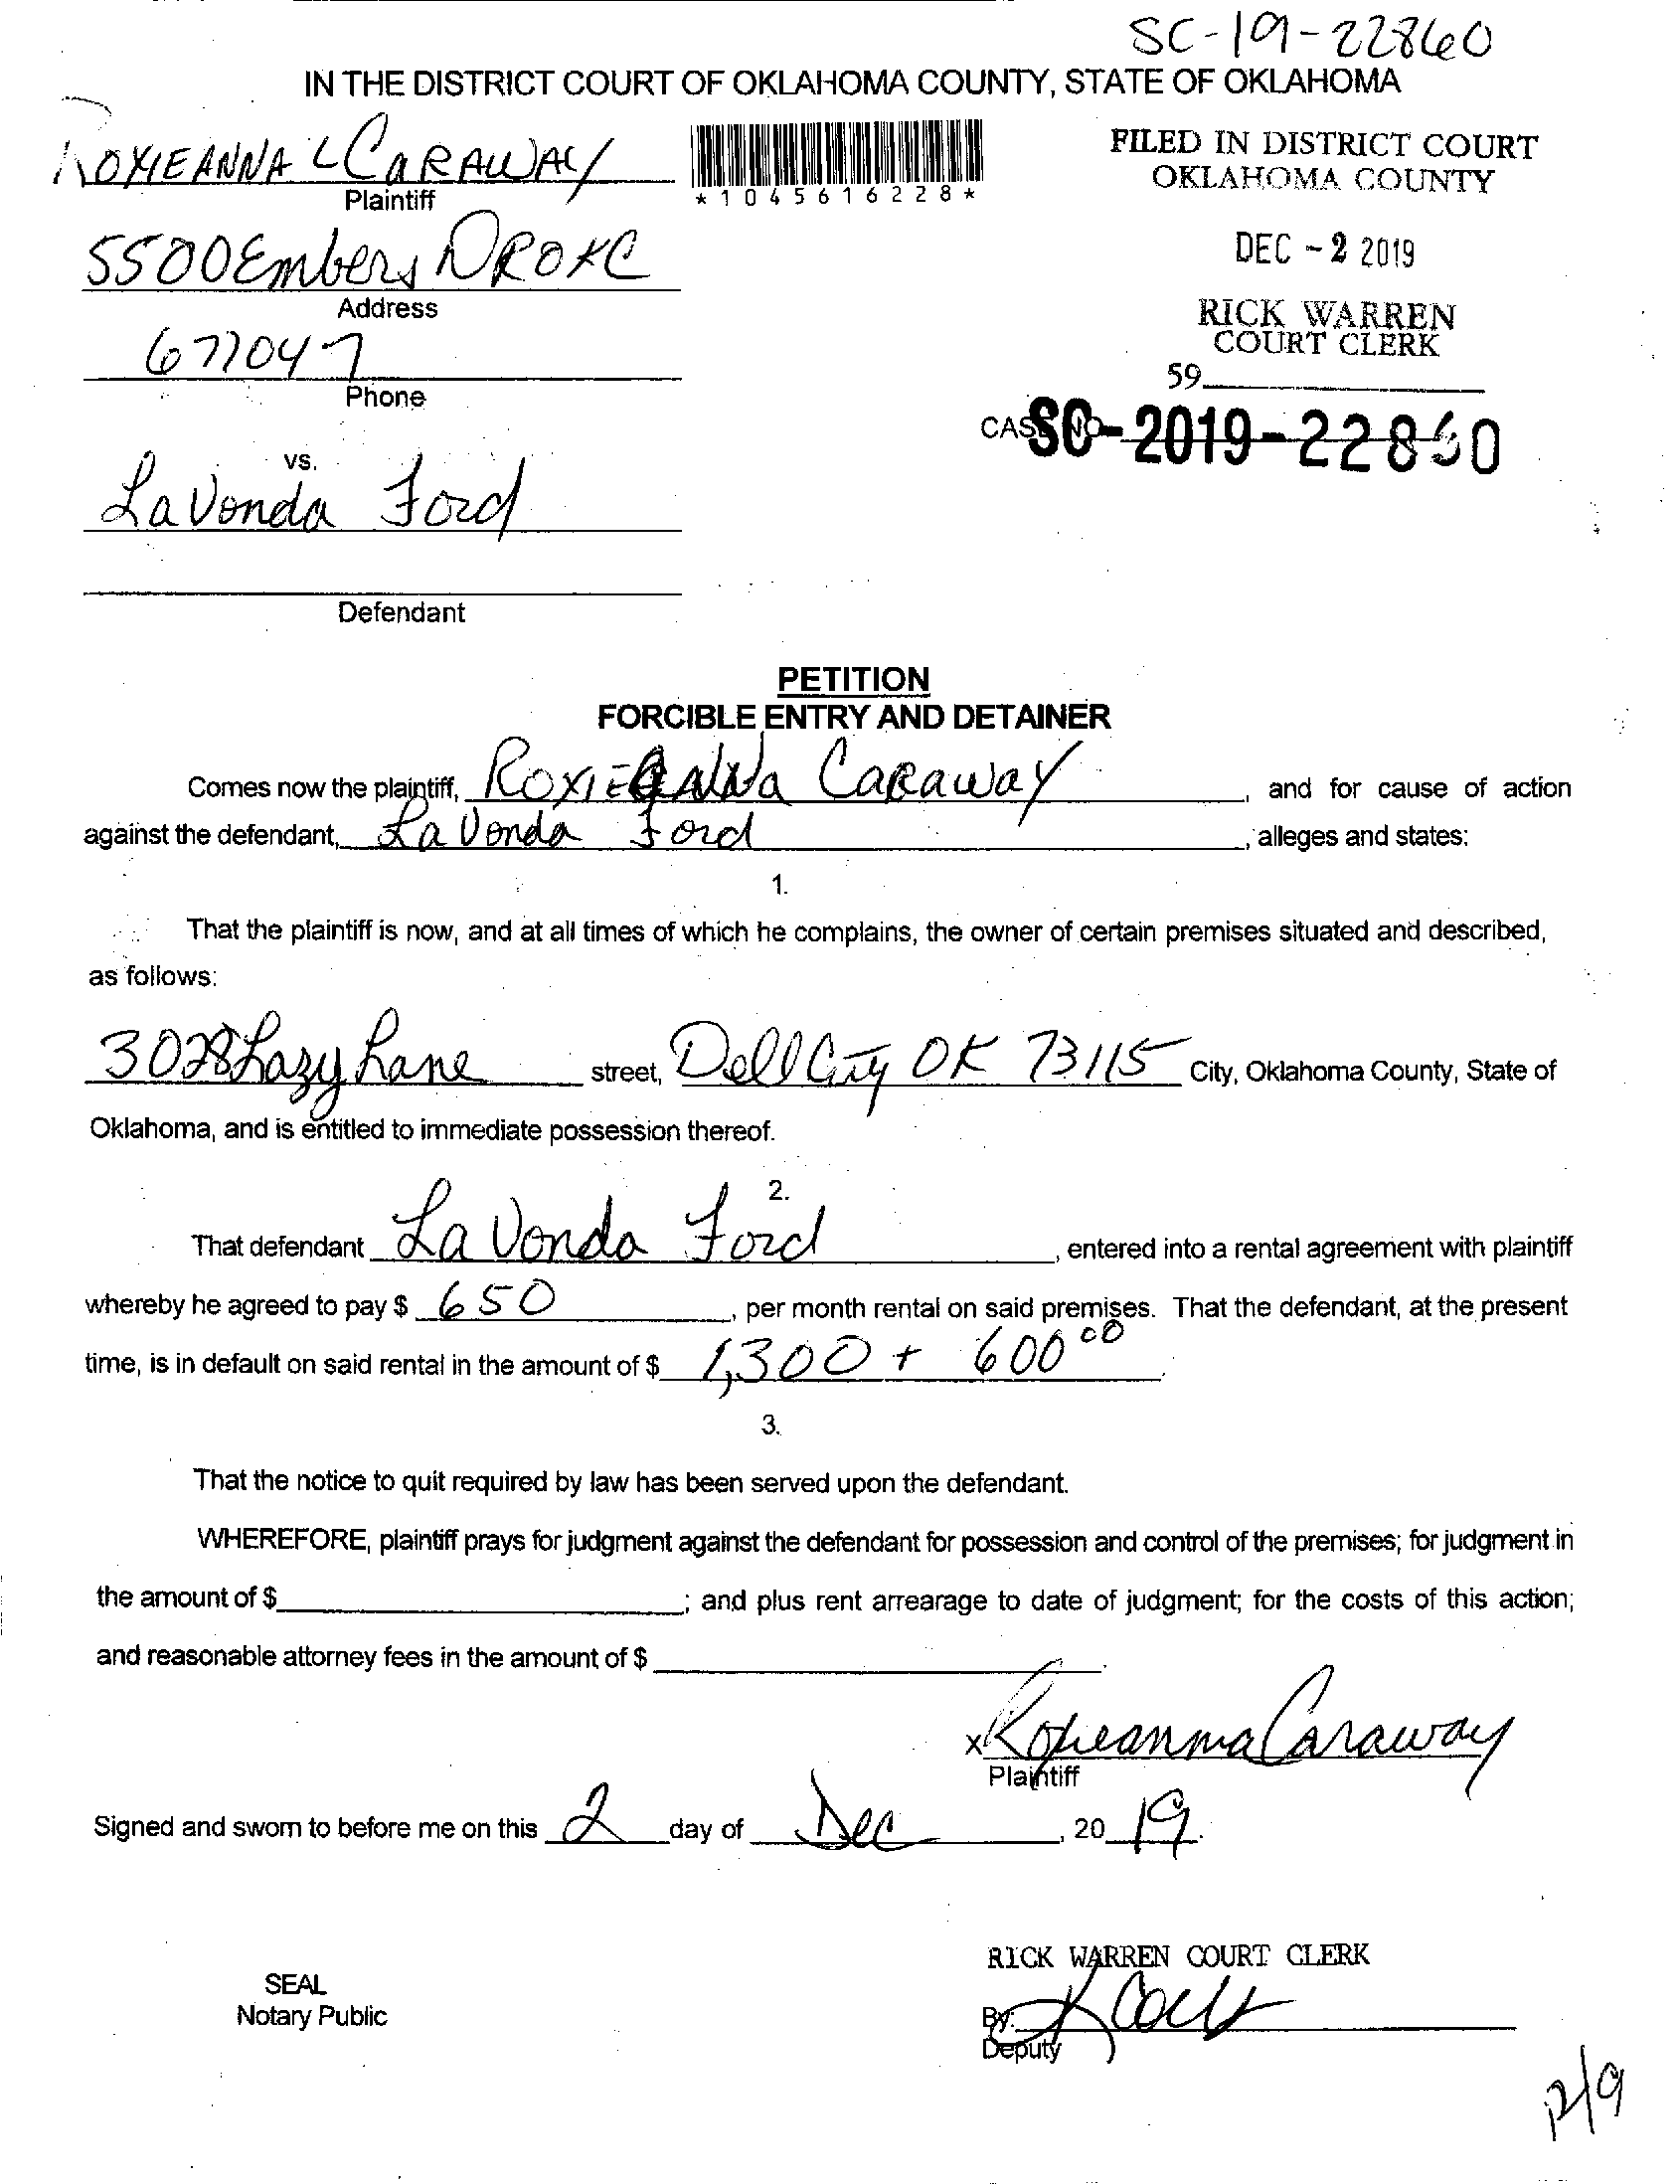 SC-19-22860
IN THE DISTRICT COURT OF OKLAHOMA COUNTY, STATE OF OKLAHOMA
ROXIEANNA L CARAWAY
Plaintiff
*1045616228*
FILED IN DISTRICT COURT
OKLAHOMA COUNTY
DEC - 2 2019
RICK WARREN
COURT CLERK
59
5500 Embers DR OKC
Address
6777047
Phone
CASE NO SC-2019-22860
vs.
LaVonda Ford
Defendant
PETITION
FORCIBLE ENTRY AND DETAINER
Comes now the plaintiff, ROXIEANNA CARAWAY, and for cause of action
against the defendant, LaVonda Ford, alleges and states:
1.
That the plaintiff is now, and at all times of which he complains, the owner of certain premises situated and described,
as follows:
3028 Lazy Lane street, Dell City OK 73115 City, Oklahoma County, State of
Oklahoma, and is entitled to immediate possession thereof.
2.
That defendant LaVonda Ford, entered into a rental agreement with plaintiff
whereby he agreed to pay $ 650, per month rental on said premises. That the defendant, at the present
time, is in default on said rental in the amount of $ 1,300 + 600 00.
3.
That the notice to quit required by law has been served upon the defendant.
WHEREFORE, plaintiff prays for judgment against the defendant for possession and control of the premises; for judgment in
the amount of $; and plus rent arrearage to date of judgment; for the costs of this action;
and reasonable attorney fees in the amount of $
x Roxieanna Caraway
Plaintiff
Signed and sworn to before me on this 2 day of Dec, 20 19.
RICK WARREN COURT CLERK
SEAL
Notary Public
By:
Deputy
12/9